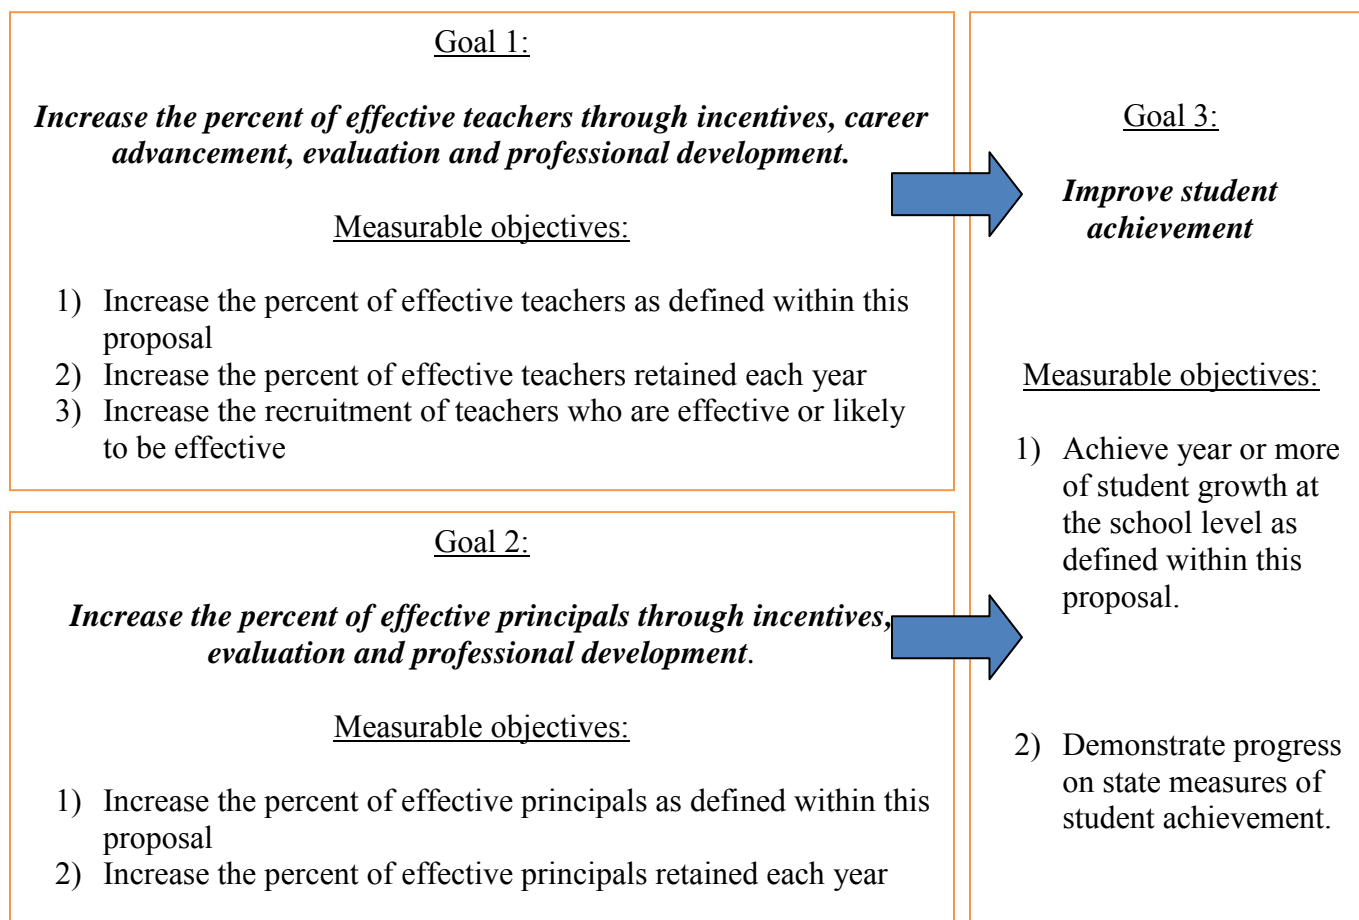 Goal 1:
Increase the percent of effective teachers through incentives, career
advancement, evaluation and professional development.
Measurable objectives:
1) Increase the percent of effective teachers as defined within this
proposal
2) Increase the percent of effective teachers retained each year
3) Increase the recruitment of teachers who are effective or likely
to be effective
Goal 2:
Increase the percent of effective principals through incentives,
evaluation and professional development.
Measurable objectives:
1) Increase the percent of effective principals as defined within this
proposal
2) Increase the percent of effective principals retained each year
Goal 3:
Improve student
achievement
Measurable objectives:
1) Achieve year or more
of student growth at
the school level as
defined within this
proposal.
2) Demonstrate progress
on state measures of
student achievement.